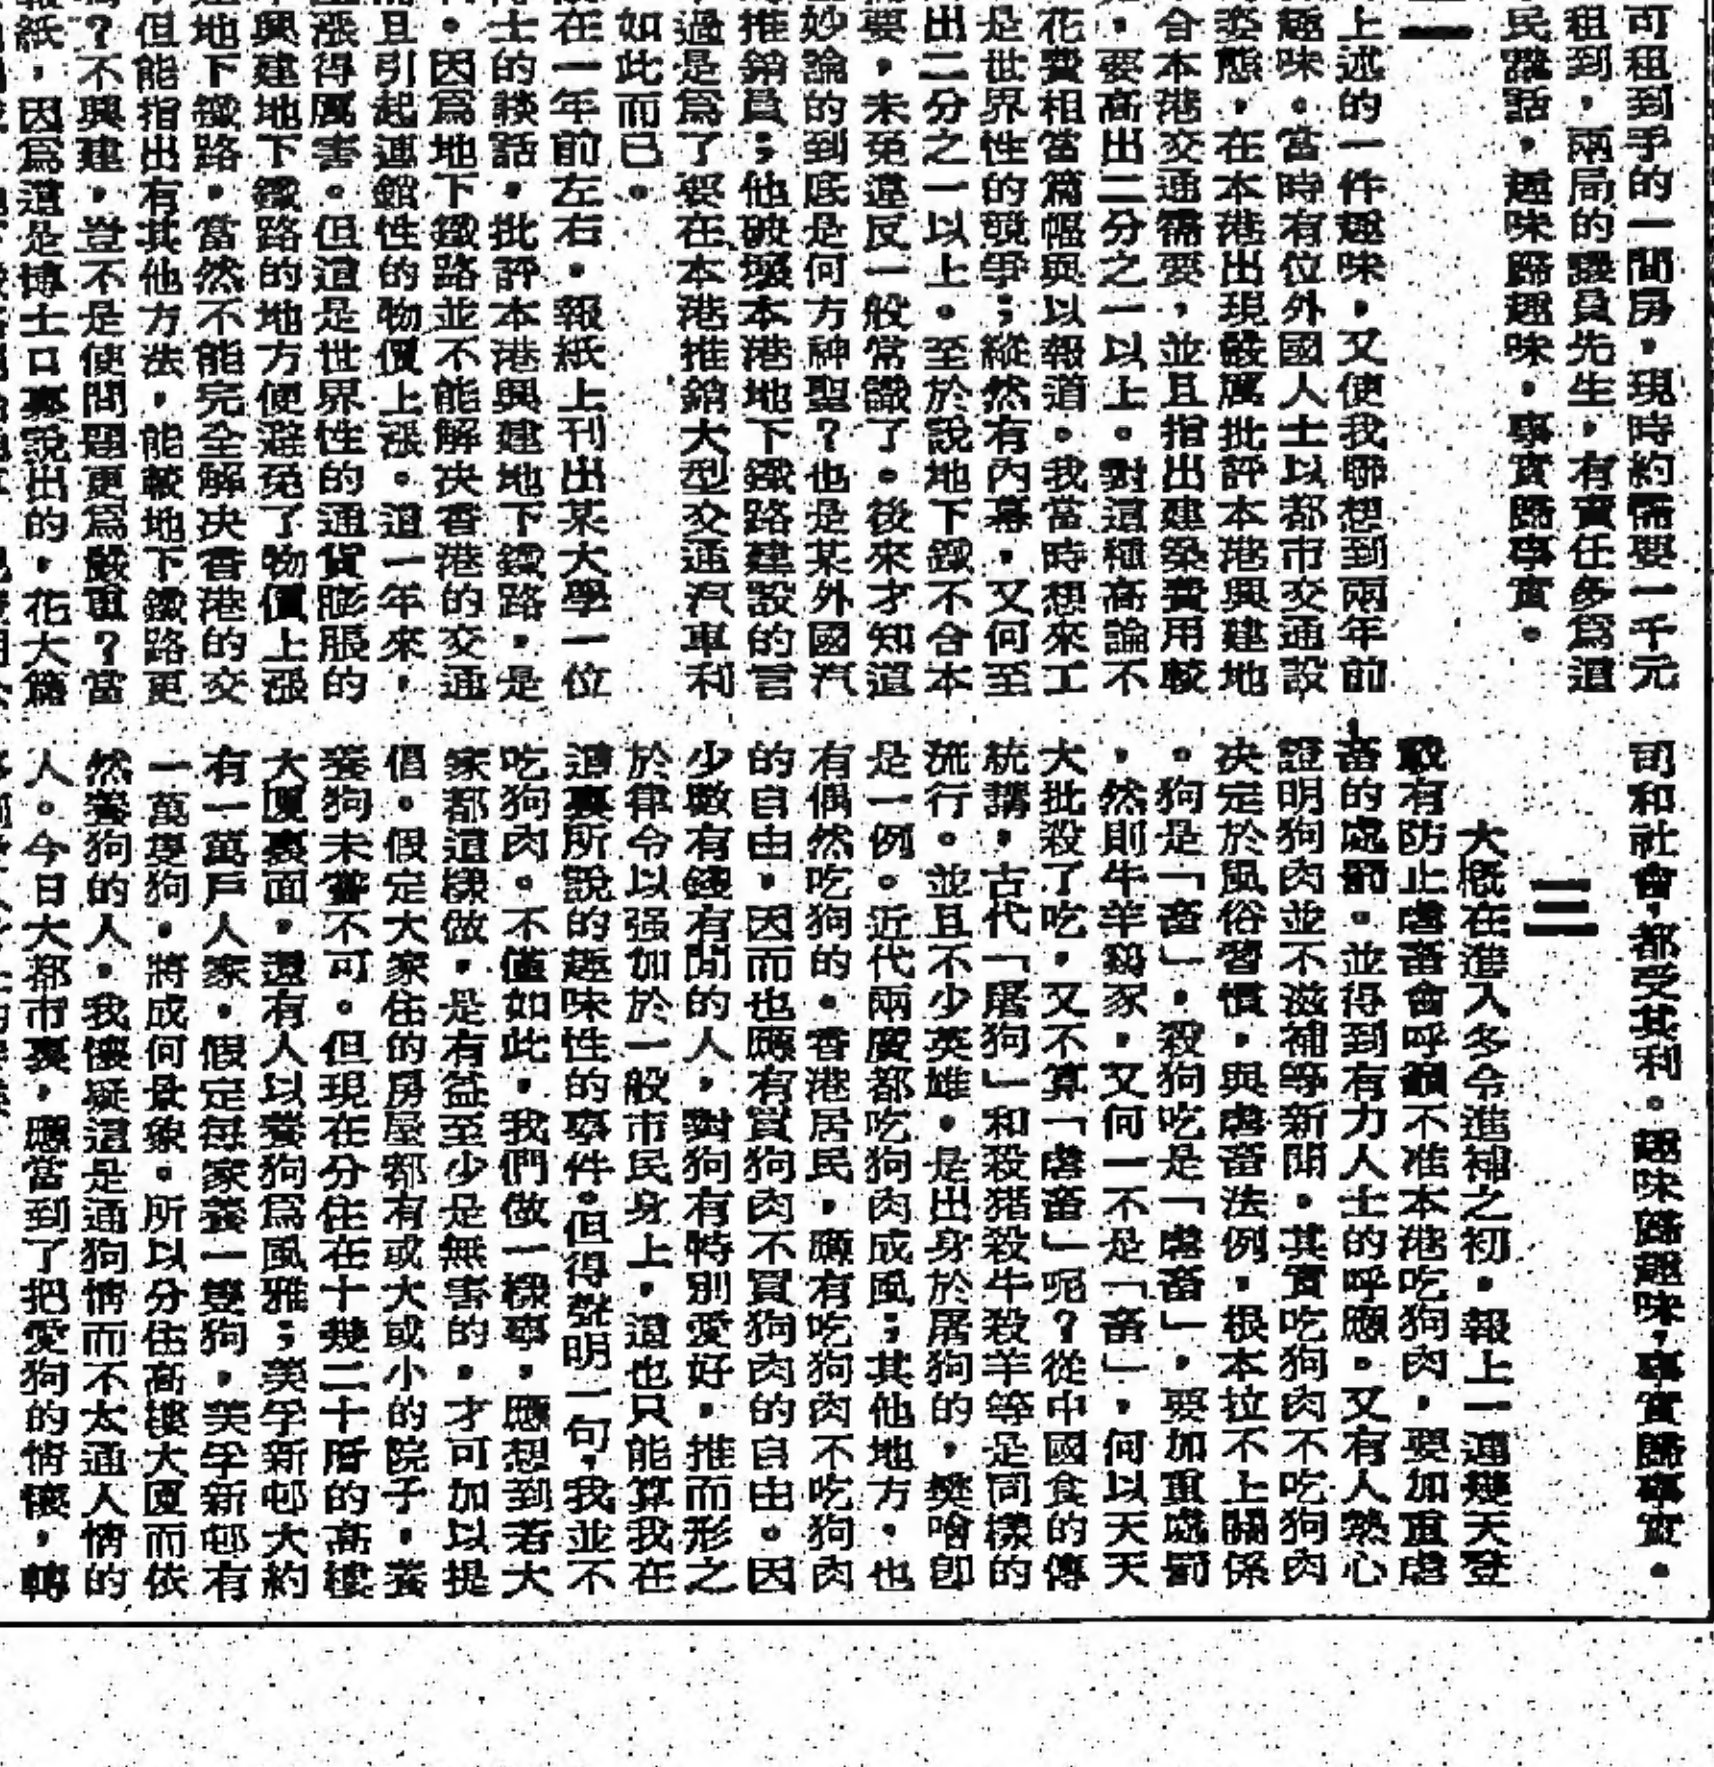 可租到手的一間房，現時約需要一千元
租到，兩局的議員先生，有責任多爲這
民講話，趣味歸趣味，事實歸事實。
上述的一件趣味，又使我聯想到兩年前
趣味。當時有位外國人士以都市交通設
姿態，在本港出現嚴厲批評本港興建地
合本港交通需要，並且指出建築費用較
，要高出二分之一以上。對這種高論不
花費相當篇幅與以報道。我當時想來工
是世界性的競爭；縱然有內幕，又何至
出二分之一以上。至於說地下鐵不合本
要，未免違反一般常識了。後來才知道
妙論的到底是何方神聖？也是某外國汽
推銷員；他破壞本港地下鐵路建設的言
過是爲了要在本港推銷大型交通汽車利
如此而已。
在一年前左右，報紙上刊出某大學一位
士的談話，批評本港興建地下鐵路，是
。因爲地下鐵路並不能解决香港的交通
且引起連鎖性的物價上漲。這一年來，
漲得厲害。但這是世界性的通貨膨脹的
興建地下鐵路的地方便避免了物價上漲
地下鐵路，當然不能完全解决香港的交
但能指出有其他方法，能較地下鐵路更
？不興建，豈不是使問題更爲嚴重？當
紙，因爲這是博士口裏說出的，花大篇
司和社會，都受其利。趣味歸趣味，事實歸事實。
三
大概在進入冬令進補之初，報上一連幾天登
載有防止虐畜會呼籲不准本港吃狗肉，要加重虐
畜的處罰。並得到有力人士的呼應。又有人熱心
證明狗肉並不滋補等新聞。其實吃狗肉不吃狗肉
决定於風俗習慣，與虐畜法例，根本拉不上關係
。狗是「畜」，殺狗吃是「虐畜」，要加重處罰
，然則牛羊鷄豕，又何一不是「畜」，何以天天
大批殺了吃，又不算「虐畜」呢？從中國食的傳
統講，古代「屠狗」和殺猪殺牛殺羊等是同樣的
流行。並且不少英雄，是出身於屠狗的，樊噲卽
是一例。近代兩廣都吃狗肉成風；其他地方，也
有偶然吃狗的。香港居民，應有吃狗肉不吃狗肉
的自由，因而也應有買狗肉不買狗肉的自由。因
少數有錢有閒的人，對狗有特別愛好，推而形之
於律令以强加於一般市民身上，這也只能算我在
這裏所說的趣味性的事件。但得聲明一句，我並不
吃狗肉。不僅如此，我們做一樣事，應想到若大
家都這樣做，是有益至少是無害的，才可加以提
倡。假定大家住的房屋都有或大或小的院子，養
養狗未嘗不可。但現在分住在十幾二十層的高樓
大厦裏面，還有人以養狗爲風雅；美孚新邨大約
有一萬戶人家，假定每家養一隻狗，美孚新邨有
一萬隻狗，將成何景象。所以分住高樓大厦而依
然養狗的人，我懷疑這是通狗情而不太通人情的
人。今日大都市裏，應當到了把愛狗的情懷，轉